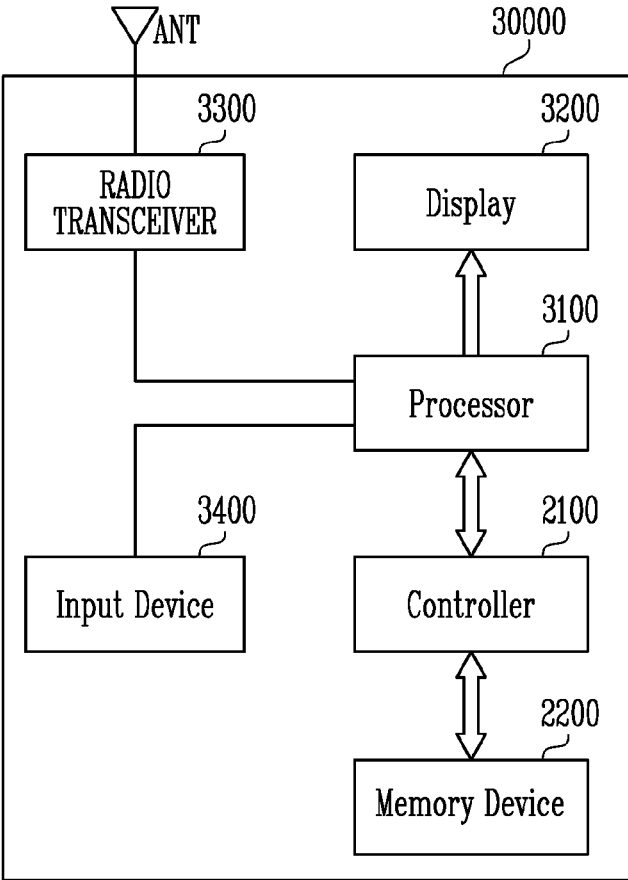 ANT
30000
3300
3200
RADIO
TRANSCEIVER
Display
3100
Processor
3400
2100
Input Device
Controller
2200
Memory Device